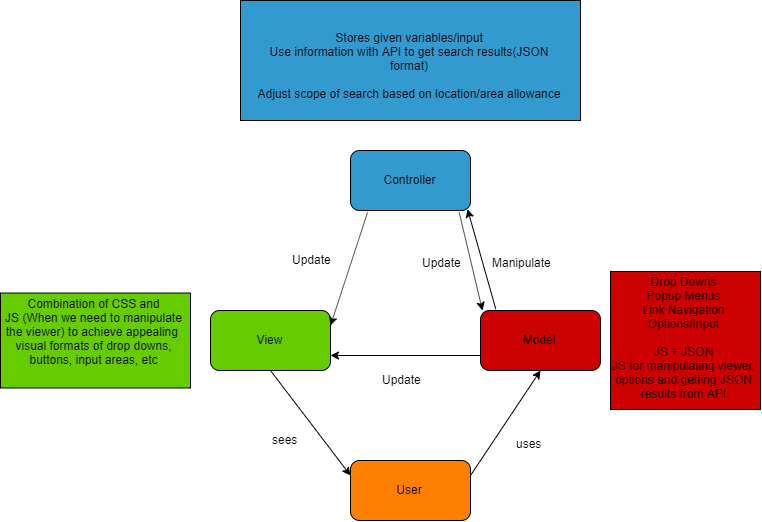 Stores given variables/input
Use information with API to get search results(JSON
format)
Adjust scope of search based on location/area allowance
Controller
Update
Update
Manipulate
Combination of CSS and
JS (When we need to manipulate
the viewer) to achieve appealing
visual formats of drop downs,
buttons, input areas, etc
View
Model
Drop Downs
Popup Menus
Link Navigation
Options/Input
JS + JSON
JS for manipulating viewer,
options and getting JSON
results from API
Update
sees
uses
User